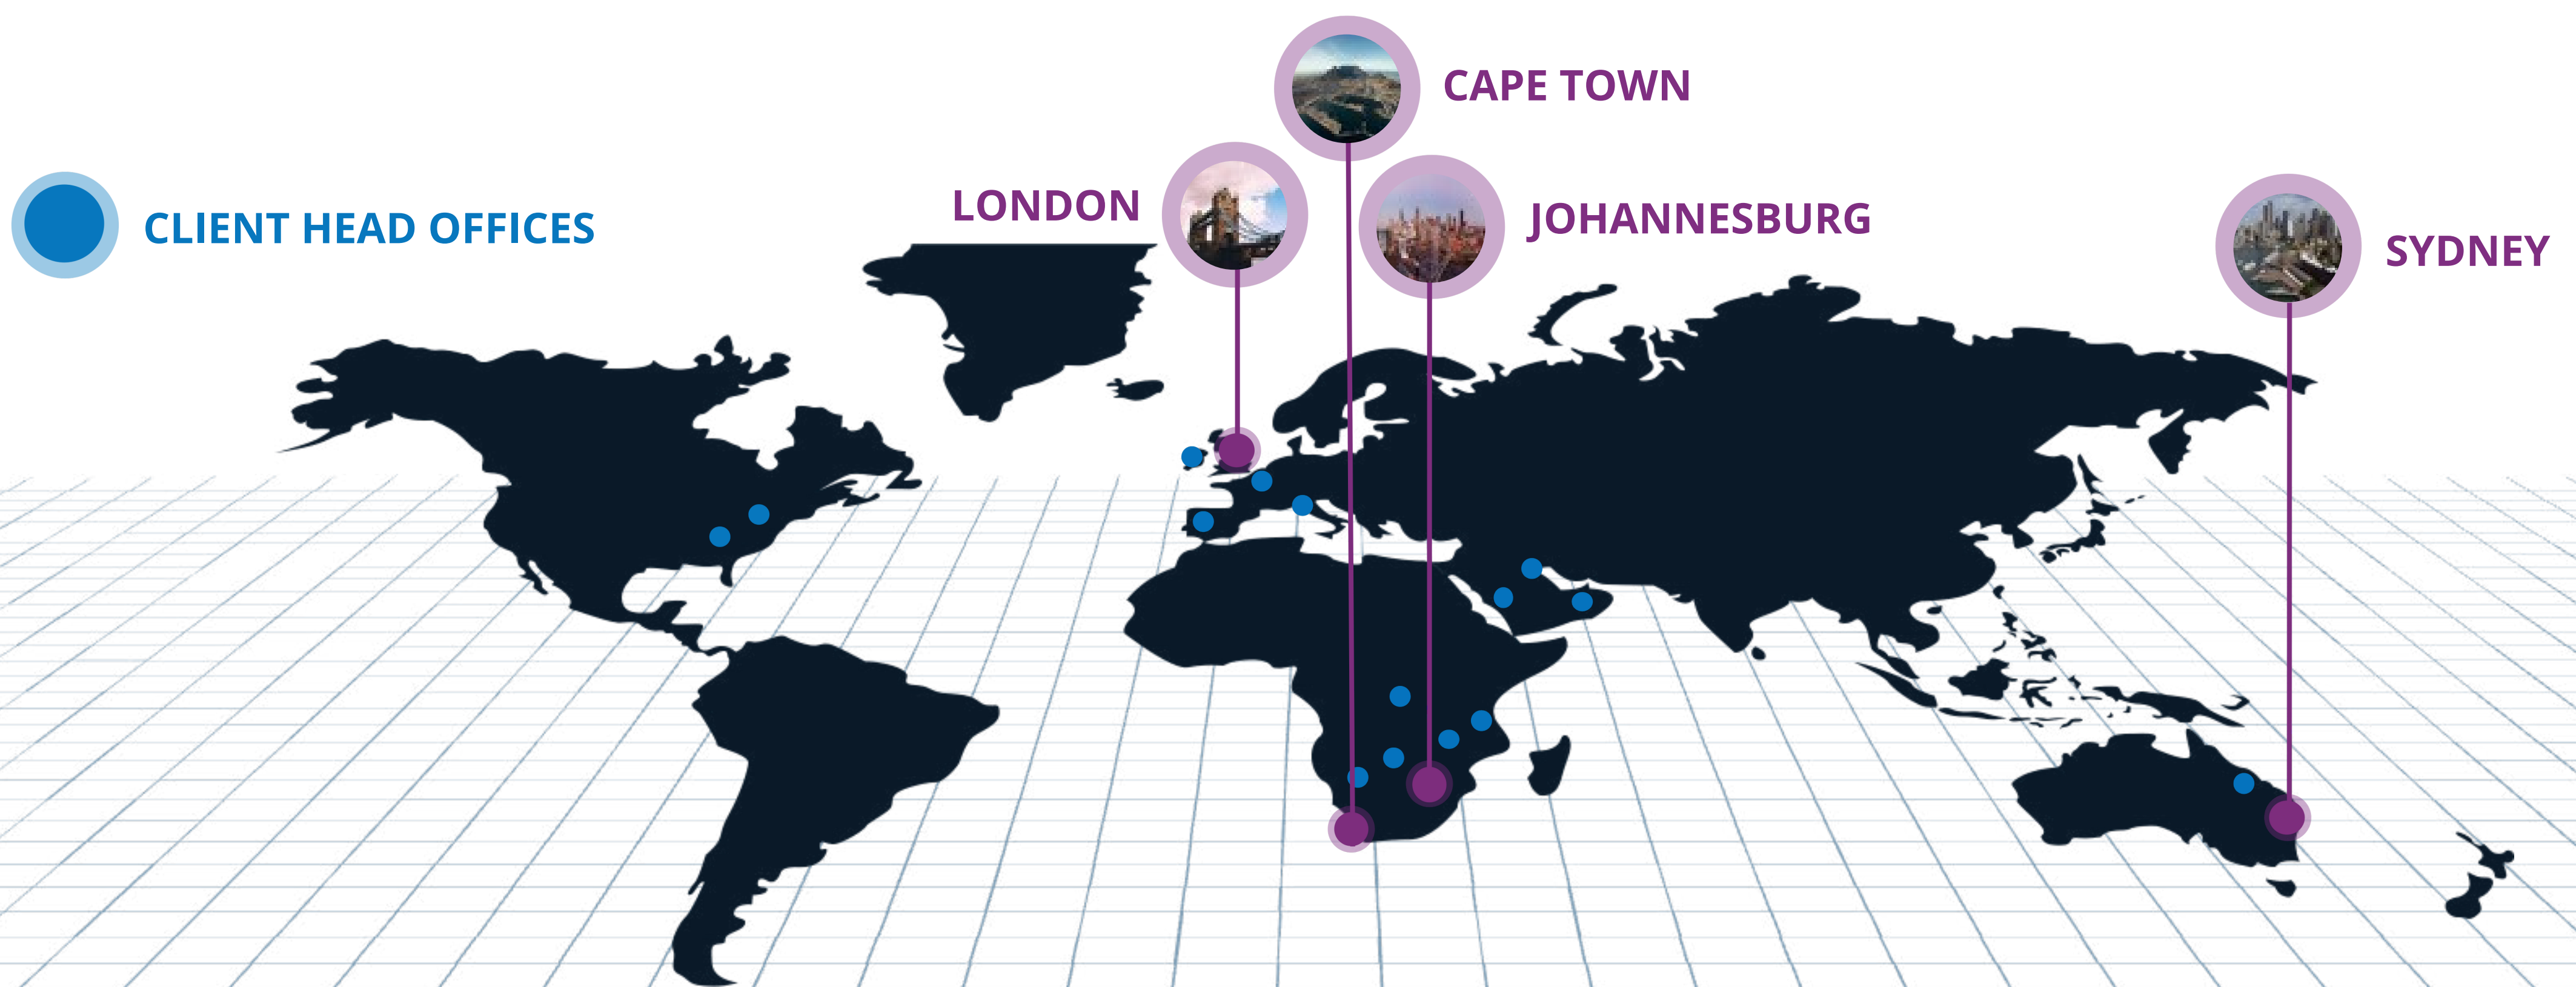 CAPE TOWN
LONDON
JOHANNESBURG
CLIENT HEAD OFFICES
SYDNEY